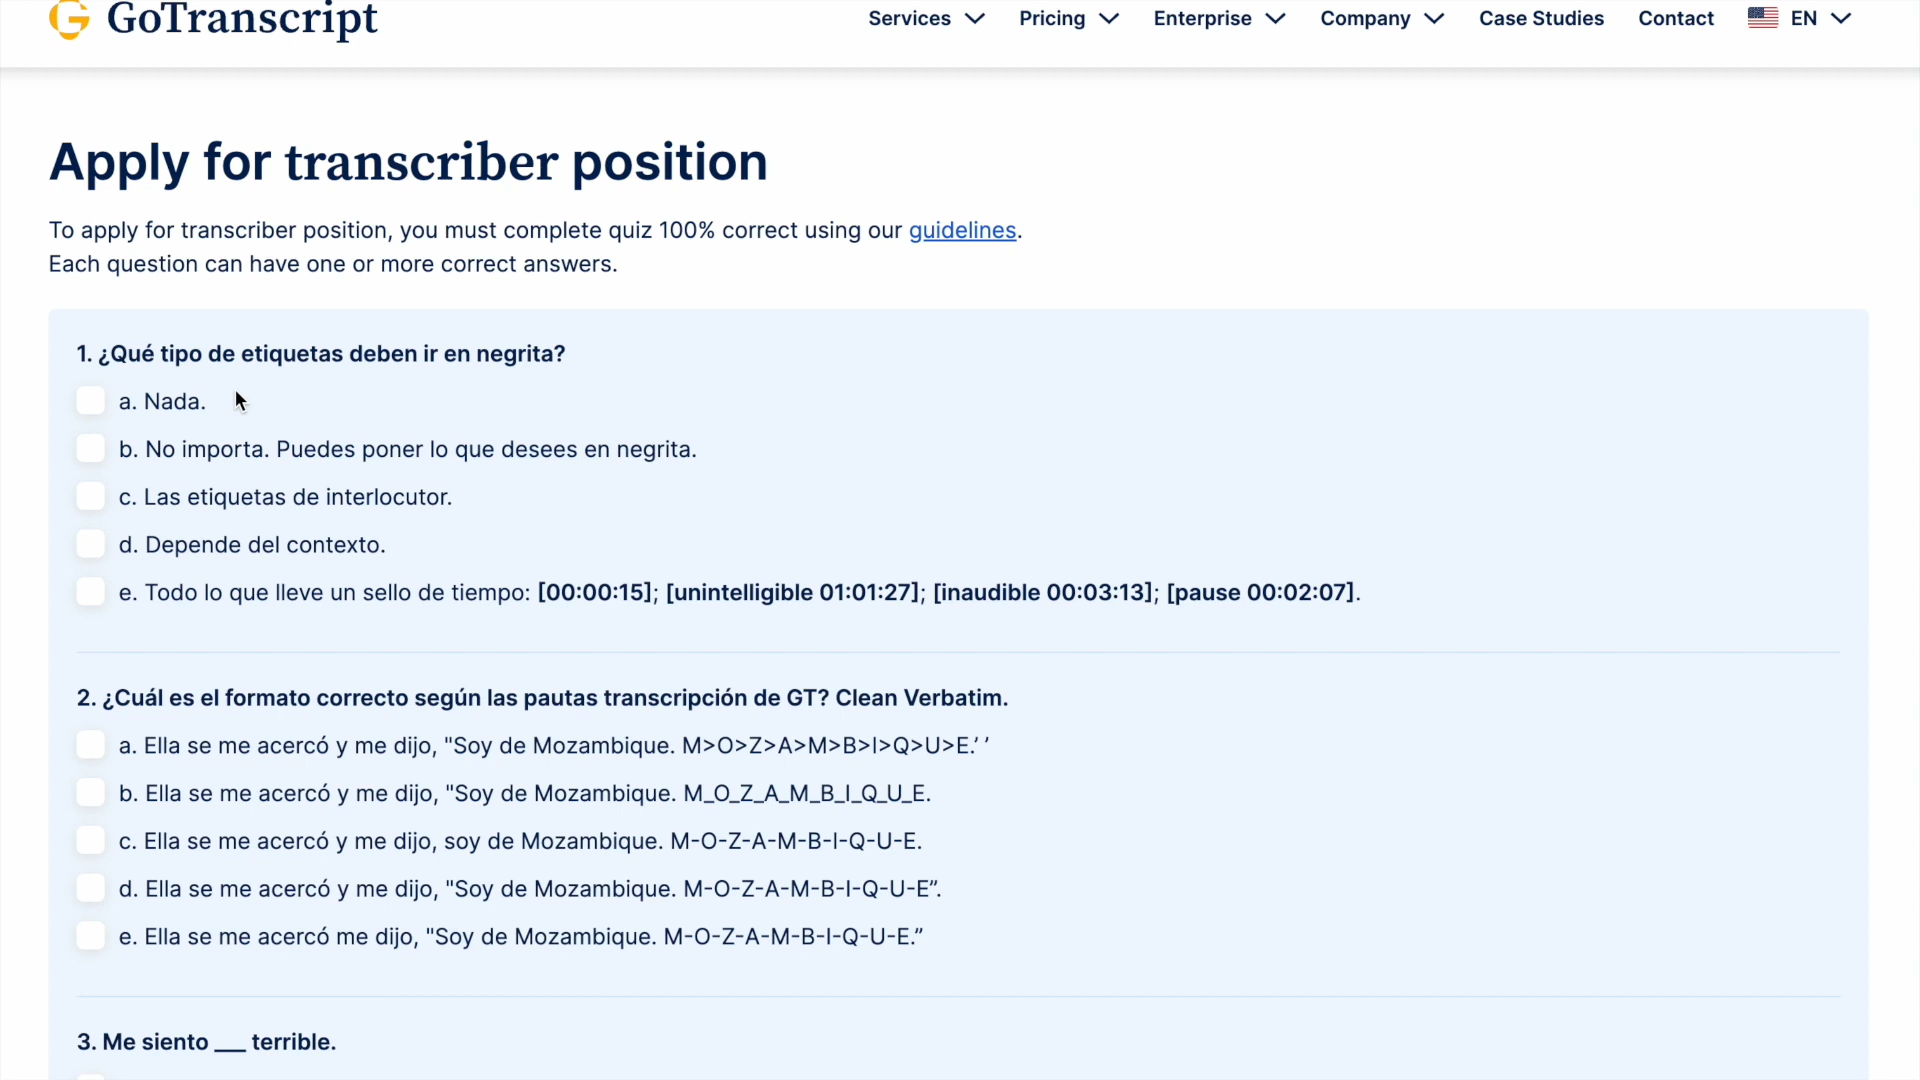 GoTranscript
Services Pricing Enterprise Company Case Studies Contact EN
Apply for transcriber position
To apply for transcriber position, you must complete quiz 100% correct using our guidelines.
Each question can have one or more correct answers.
1. ¿Qué tipo de etiquetas deben ir en negrita?
a. Nada.
b. No importa. Puedes poner lo que desees en negrita.
c. Las etiquetas de interlocutor.
d. Depende del contexto.
e. Todo lo que lleve un sello de tiempo: [00:00:15]; [unintelligible 01:01:27]; [inaudible 00:03:13]; [pause 00:02:07].
2. ¿Cuál es el formato correcto según las pautas transcripción de GT? Clean Verbatim.
a. Ella se me acercó y me dijo, "Soy de Mozambique. M>O>Z>A>M>B>I>Q>U>E.’ ’
b. Ella se me acercó y me dijo, "Soy de Mozambique. M_O_Z_A_M_B_I_Q_U_E.
c. Ella se me acercó y me dijo, soy de Mozambique. M-O-Z-A-M-B-I-Q-U-E.
d. Ella se me acercó y me dijo, "Soy de Mozambique. M-O-Z-A-M-B-I-Q-U-E”.
e. Ella se me acercó me dijo, "Soy de Mozambique. M-O-Z-A-M-B-I-Q-U-E.”
3. Me siento ___ terrible.